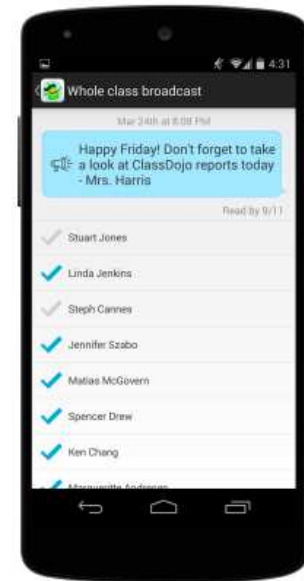 4:31
Whole class broadcast
Mar 24th at 8:08 PM
Happy Friday! Don't forget to take
a look at ClassDojo reports today
- Mrs. Harris
Read by 9/11
Stuart Jones
Linda Jenkins
Steph Cannes
Jennifer Szabo
Matias McGovern
Spencer Drew
Ken Chang